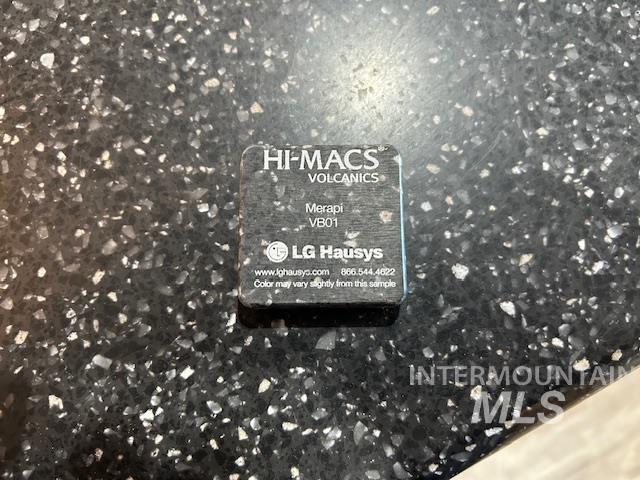 HI-MACS®
VOLCANICS
Merapi
VB01
LG Hausys
www.lghausys.com 866.544.4622
Color may vary slightly from this sample
INTERMOUNTAIN
MLS